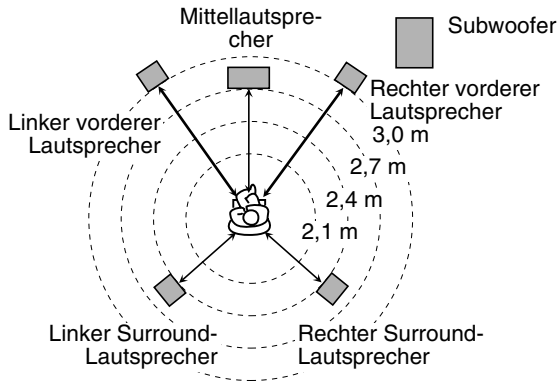 Mittellautspre-
cher
Subwoofer
Linker vorderer
Lautsprecher
Rechter vorderer
Lautsprecher
3,0 m
2,7 m
2,4 m
2,1 m
Linker Surround-
Lautsprecher
Rechter Surround-
Lautsprecher